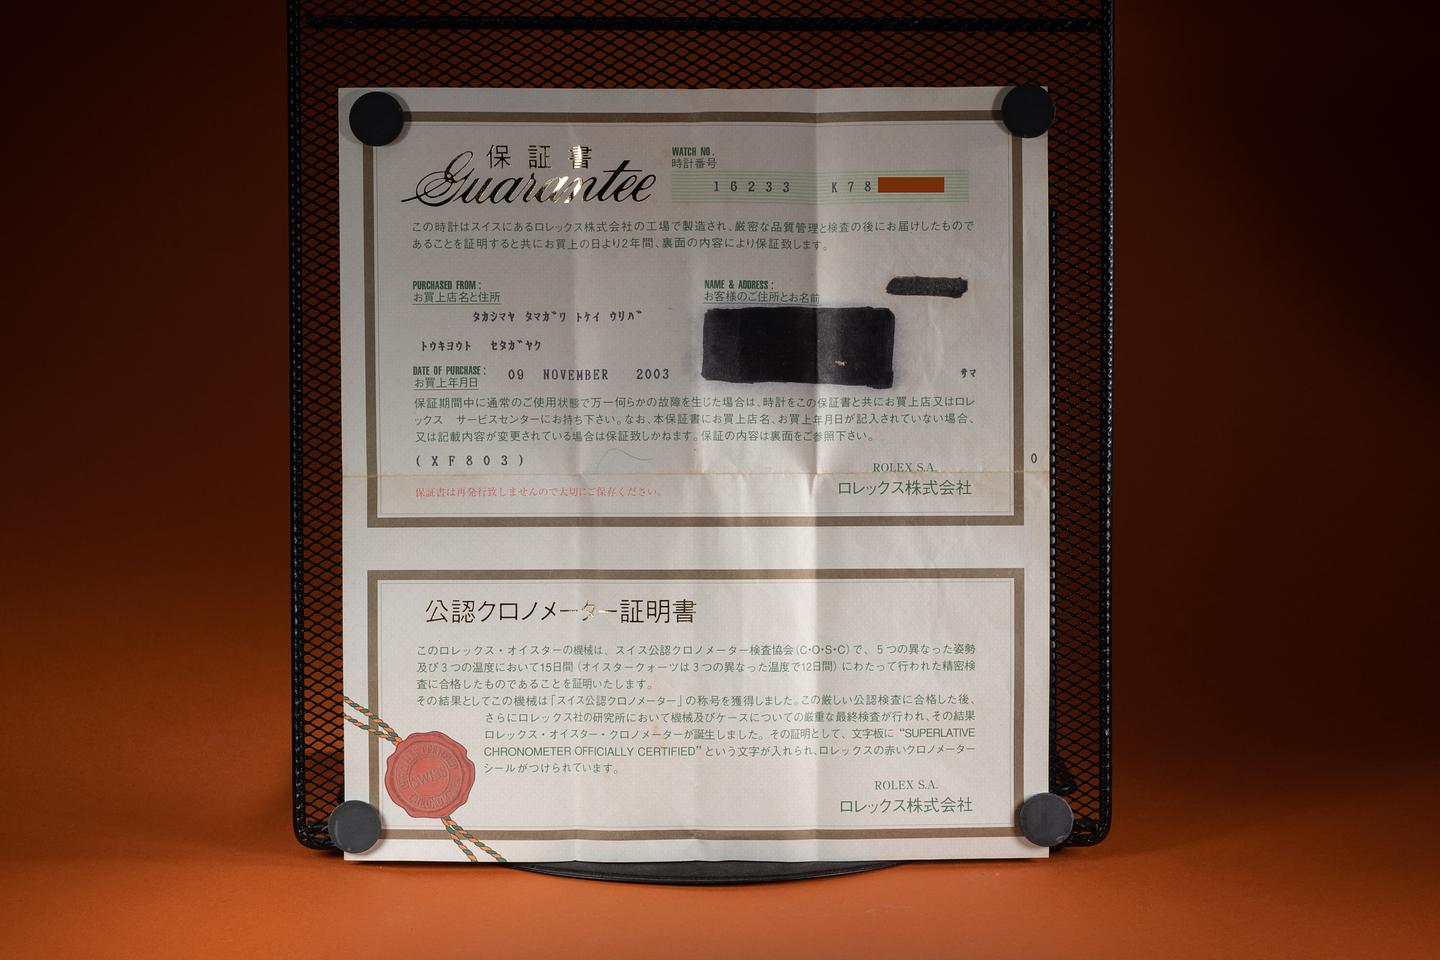 保証書
Guarantee
WATCH NO.
時計番号
16233 K78
この時計はスイスにあるロレックス株式会社の工場で製造され、厳密な品質管理と検査の後にお届けしたもので
あることを証明すると共にお買上の日より2年間、裏面の内容により保証致します。
PURCHASED FROM :
お買上店名と住所
タカシマヤ タマガワ トケイ ウリバ
トウキヨウト セタガヤク
NAME & ADDRESS :
お客様のご住所とお名前
サマ
DATE OF PURCHASE :
お買上年月日
09 NOVEMBER 2003
保証期間中に通常のご使用状態で万一何らかの故障を生じた場合は、時計をこの保証書と共にお買上店又はロレ
ックス サービスセンターにお持ち下さい。なお、本保証書にお買上店名、お買上年月日が記入されていない場合、
又は記載内容が変更されている場合は保証致しかねます。保証の内容は裏面をご参照下さい。
(XF803)
0
ROLEX S.A.
ロレックス株式会社
保証書は再発行致しませんので大切にご保存ください。
公認クロノメーター証明書
このロレックス・オイスターの機械は、スイス公認クロノメーター検査協会(C・O・S・C)で、5つの異なった姿勢
及び3つの温度において15日間(オイスタークォーツは3つの異なった温度で12日間)にわたって行われた精密検
査に合格したものであることを証明いたします。
その結果としてこの機械は「スイス公認クロノメーター」の称号を獲得しました。この厳しい公認検査に合格した後、
さらにロレックス社の研究所において機械及びケースについての厳重な最終検査が行われ、その結果
ロレックス・オイスター・クロノメーターが誕生しました。その証明として、文字板に “SUPERLATIVE
CHRONOMETER OFFICIALLY CERTIFIED” という文字が入れられ、ロレックスの赤いクロノメーター
シールがつけられています。
ROLEX S.A.
ロレックス株式会社